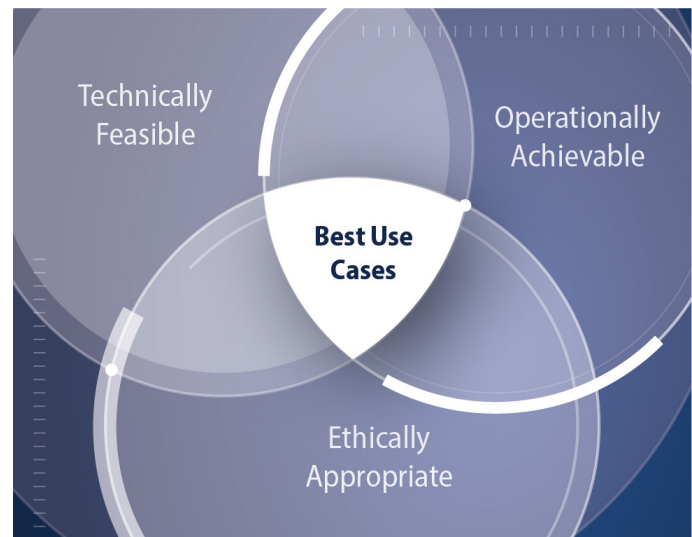 Technically
Feasible
Operationally
Achievable
Best Use
Cases
Ethically
Appropriate